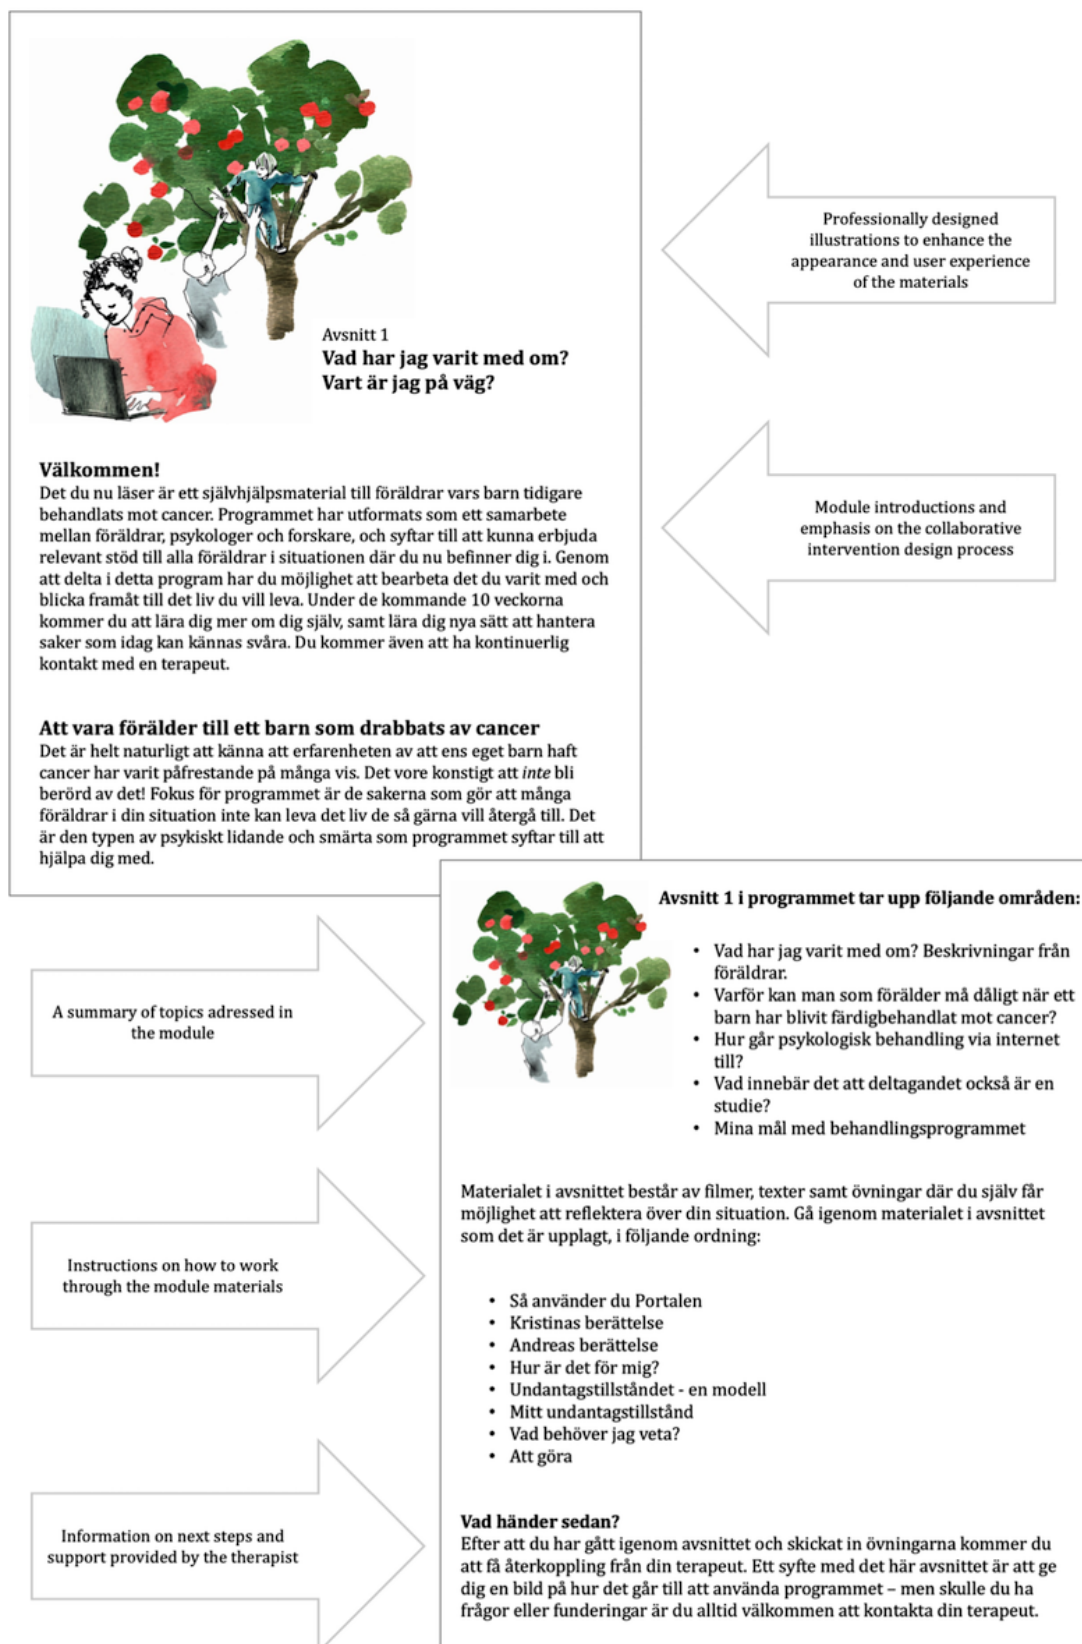 Avsnitt 1
Vad har jag varit med om?
Vart är jag på väg?
Välkommen!
Det du nu läser är ett självhjälpsmaterial till föräldrar vars barn tidigare
behandlats mot cancer. Programmet har utformats som ett samarbete
mellan föräldrar, psykologer och forskare, och syftar till att kunna erbjuda
relevant stöd till alla föräldrar i situationen där du nu befinner dig i. Genom
att delta i detta program har du möjlighet att bearbeta det du varit med och
blicka framåt till det liv du vill leva. Under de kommande 10 veckorna
kommer du att lära dig mer om dig själv, samt lära dig nya sätt att hantera
saker som idag kan kännas svåra. Du kommer även att ha kontinuerlig
kontakt med en terapeut.
Att vara förälder till ett barn som drabbats av cancer
Det är helt naturligt att känna att erfarenheten av att ens eget barn haft
cancer har varit påfrestande på många vis. Det vore konstigt att inte bli
berörd av det! Fokus för programmet är de sakerna som gör att många
föräldrar i din situation inte kan leva det liv de så gärna vill återgå till. Det
är den typen av psykiskt lidande och smärta som programmet syftar till att
hjälpa dig med.
Professionally designed
illustrations to enhance the
appearance and user experience
of the materials
Module introductions and
emphasis on the collaborative
intervention design process
A summary of topics adressed in
the module
Instructions on how to work
through the module materials
Information on next steps and
support provided by the therapist
Avsnitt 1 i programmet tar upp följande områden:
• Vad har jag varit med om? Beskrivningar från
föräldrar.
• Varför kan man som förälder må dåligt när ett
barn har blivit färdigbehandlat mot cancer?
• Hur går psykologisk behandling via internet
till?
• Vad innebär det att deltagandet också är en
studie?
• Mina mål med behandlingsprogrammet
Materialet i avsnittet består av filmer, texter samt övningar där du själv får
möjlighet att reflektera över din situation. Gå igenom materialet i avsnittet
som det är upplagt, i följande ordning:
• Så använder du Portalen
• Kristinas berättelse
• Andreas berättelse
• Hur är det för mig?
• Undantagstillståndet - en modell
• Mitt undantagstillstånd
• Vad behöver jag veta?
• Att göra
Vad händer sedan?
Efter att du har gått igenom avsnittet och skickat in övningarna kommer du
att få återkoppling från din terapeut. Ett syfte med det här avsnittet är att ge
dig en bild på hur det går till att använda programmet – men skulle du ha
frågor eller funderingar är du alltid välkommen att kontakta din terapeut.